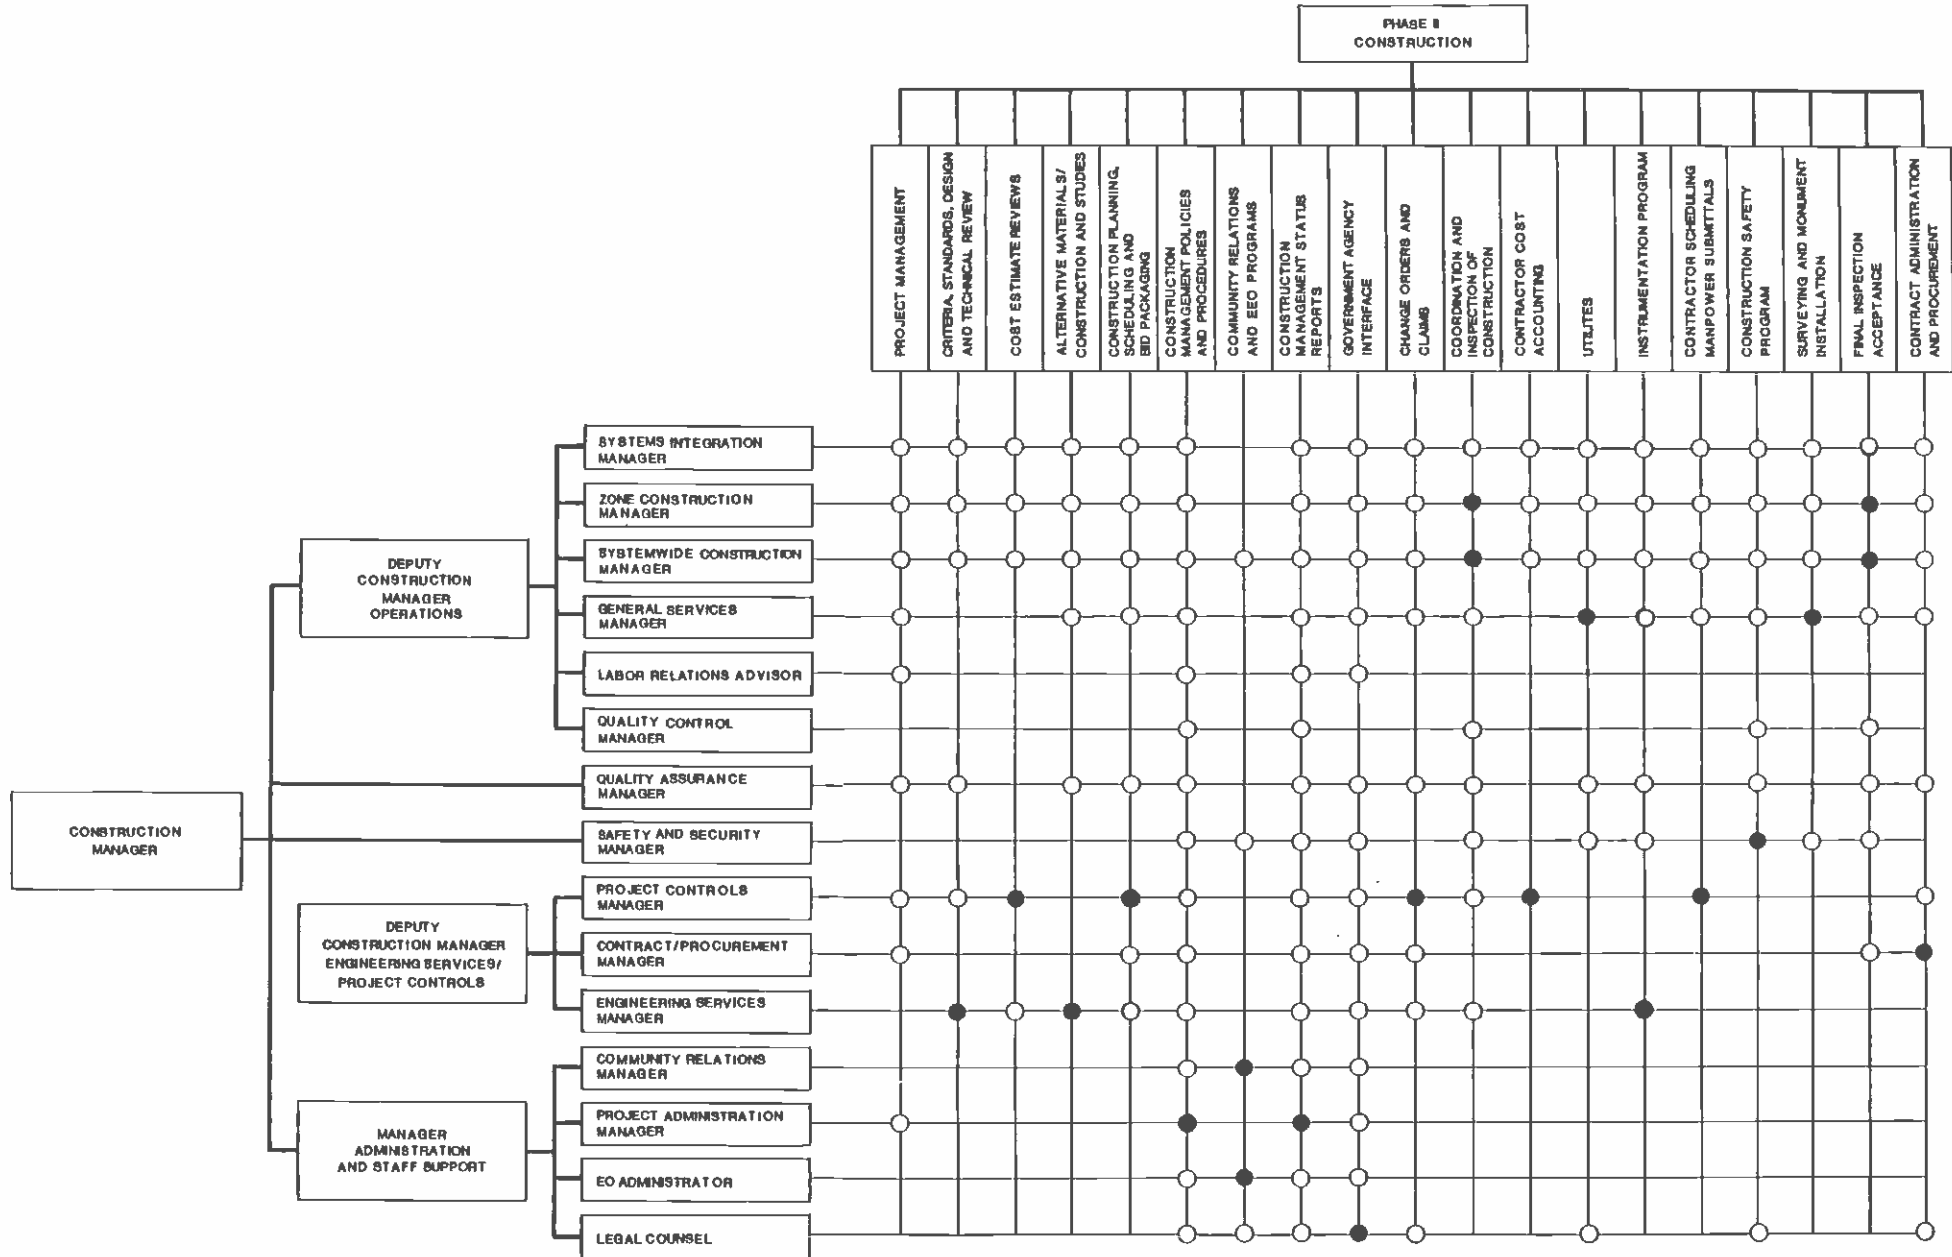 PHASE II
CONSTRUCTION
PROJECT MANAGEMENT
CRITERIA, STANDARDS, DESIGN
AND TECHNICAL REVIEW
COST ESTIMATE REVIEWS
ALTERNATIVE MATERIALS/
CONSTRUCTION AND STUDIES
CONSTRUCTION PLANNING,
SCHEDULING AND
BID PACKAGING
CONSTRUCTION
MANAGEMENT POLICIES
AND PROCEDURES
COMMUNITY RELATIONS
AND EEO PROGRAMS
CONSTRUCTION
MANAGEMENT STATUS
REPORTS
GOVERNMENT AGENCY
INTERFACE
CHANGE ORDERS AND
CLAIMS
COORDINATION AND
INSPECTION OF
CONSTRUCTION
CONTRACTOR COST
ACCOUNTING
UTILITES
INSTRUMENTATION PROGRAM
CONTRACTOR SCHEDULING
MANPOWER SUBMITTALS
CONSTRUCTION SAFETY
PROGRAM
SURVEYING AND MONUMENT
INSTALLATION
FINAL INSPECTION
ACCEPTANCE
CONTRACT ADMINISTRATION
AND PROCUREMENT
SYSTEMS INTEGRATION
MANAGER
ZONE CONSTRUCTION
MANAGER
SYSTEMWIDE CONSTRUCTION
MANAGER
DEPUTY
CONSTRUCTION
MANAGER
OPERATIONS
GENERAL SERVICES
MANAGER
LABOR RELATIONS ADVISOR
QUALITY CONTROL
MANAGER
QUALITY ASSURANCE
MANAGER
CONSTRUCTION
MANAGER
SAFETY AND SECURITY
MANAGER
PROJECT CONTROLS
MANAGER
DEPUTY
CONSTRUCTION MANAGER
ENGINEERING SERVICES/
PROJECT CONTROLS
CONTRACT/PROCUREMENT
MANAGER
ENGINEERING SERVICES
MANAGER
COMMUNITY RELATIONS
MANAGER
PROJECT ADMINISTRATION
MANAGER
MANAGER
ADMINISTRATION
AND STAFF SUPPORT
EO ADMINISTRATOR
LEGAL COUNSEL